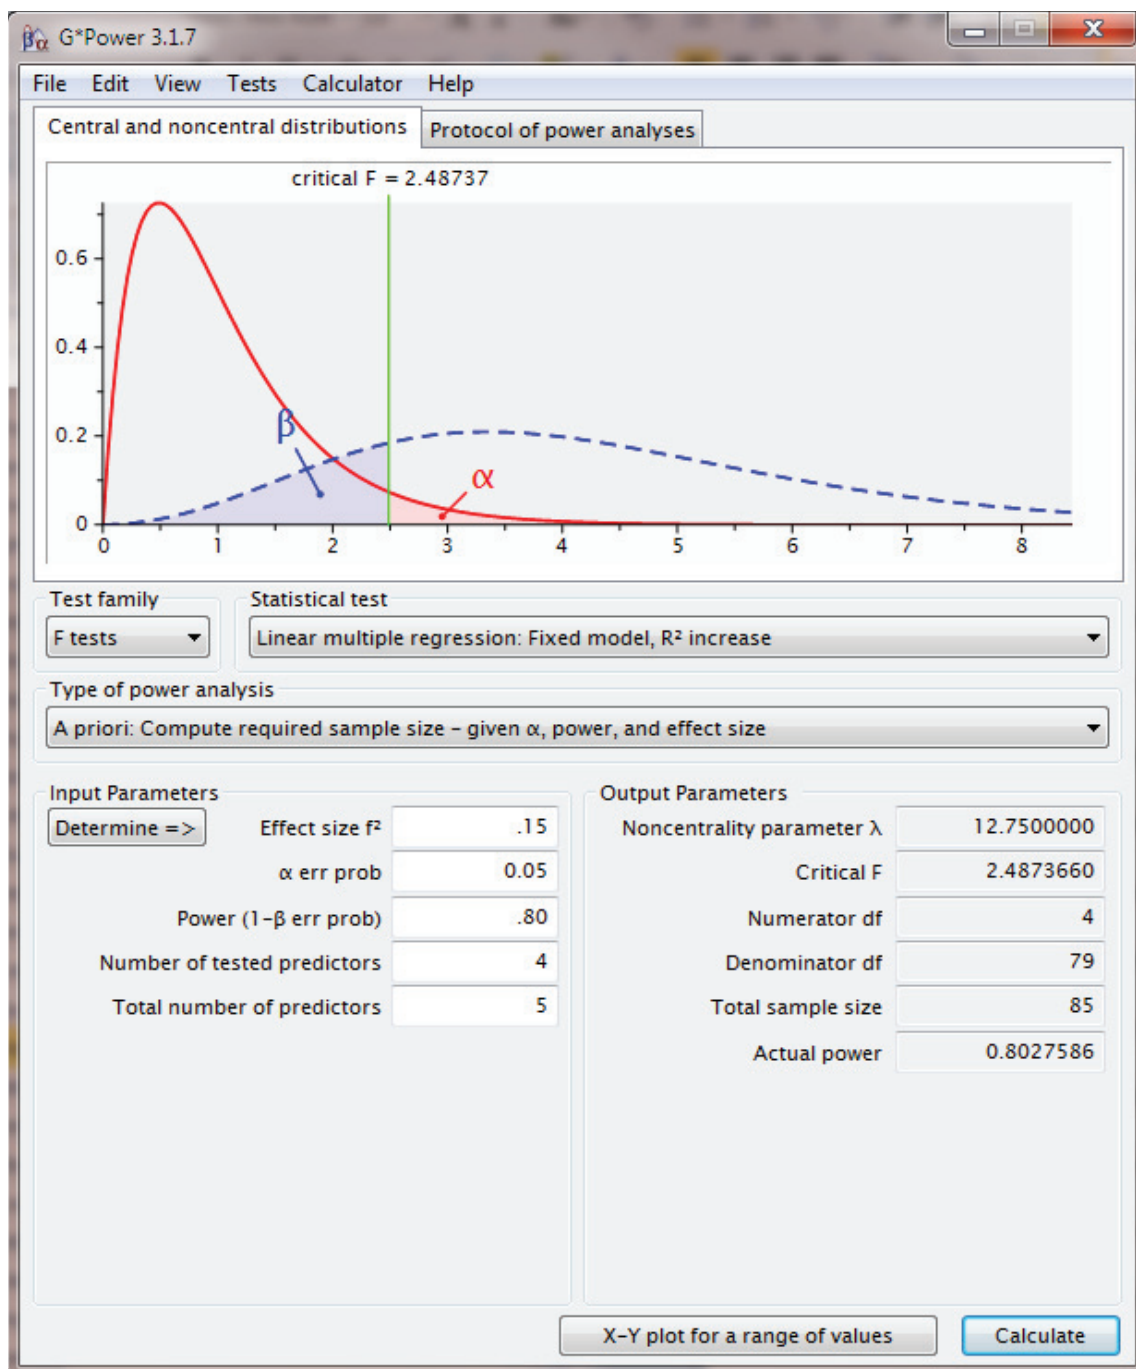 βα G*Power 3.1.7
File Edit View Tests Calculator Help
Central and noncentral distributions Protocol of power analyses
critical F = 2.48737
0.6
0.4
0.2
0
β
α
0 1 2 3 4 5 6 7 8
Test family Statistical test
F tests Linear multiple regression: Fixed model, R² increase
Type of power analysis
A priori: Compute required sample size – given α, power, and effect size
Input Parameters
Determine => Effect size f² .15
α err prob 0.05
Power (1–β err prob) .80
Number of tested predictors 4
Total number of predictors 5
Output Parameters
Noncentrality parameter λ 12.7500000
Critical F 2.4873660
Numerator df 4
Denominator df 79
Total sample size 85
Actual power 0.8027586
X–Y plot for a range of values Calculate